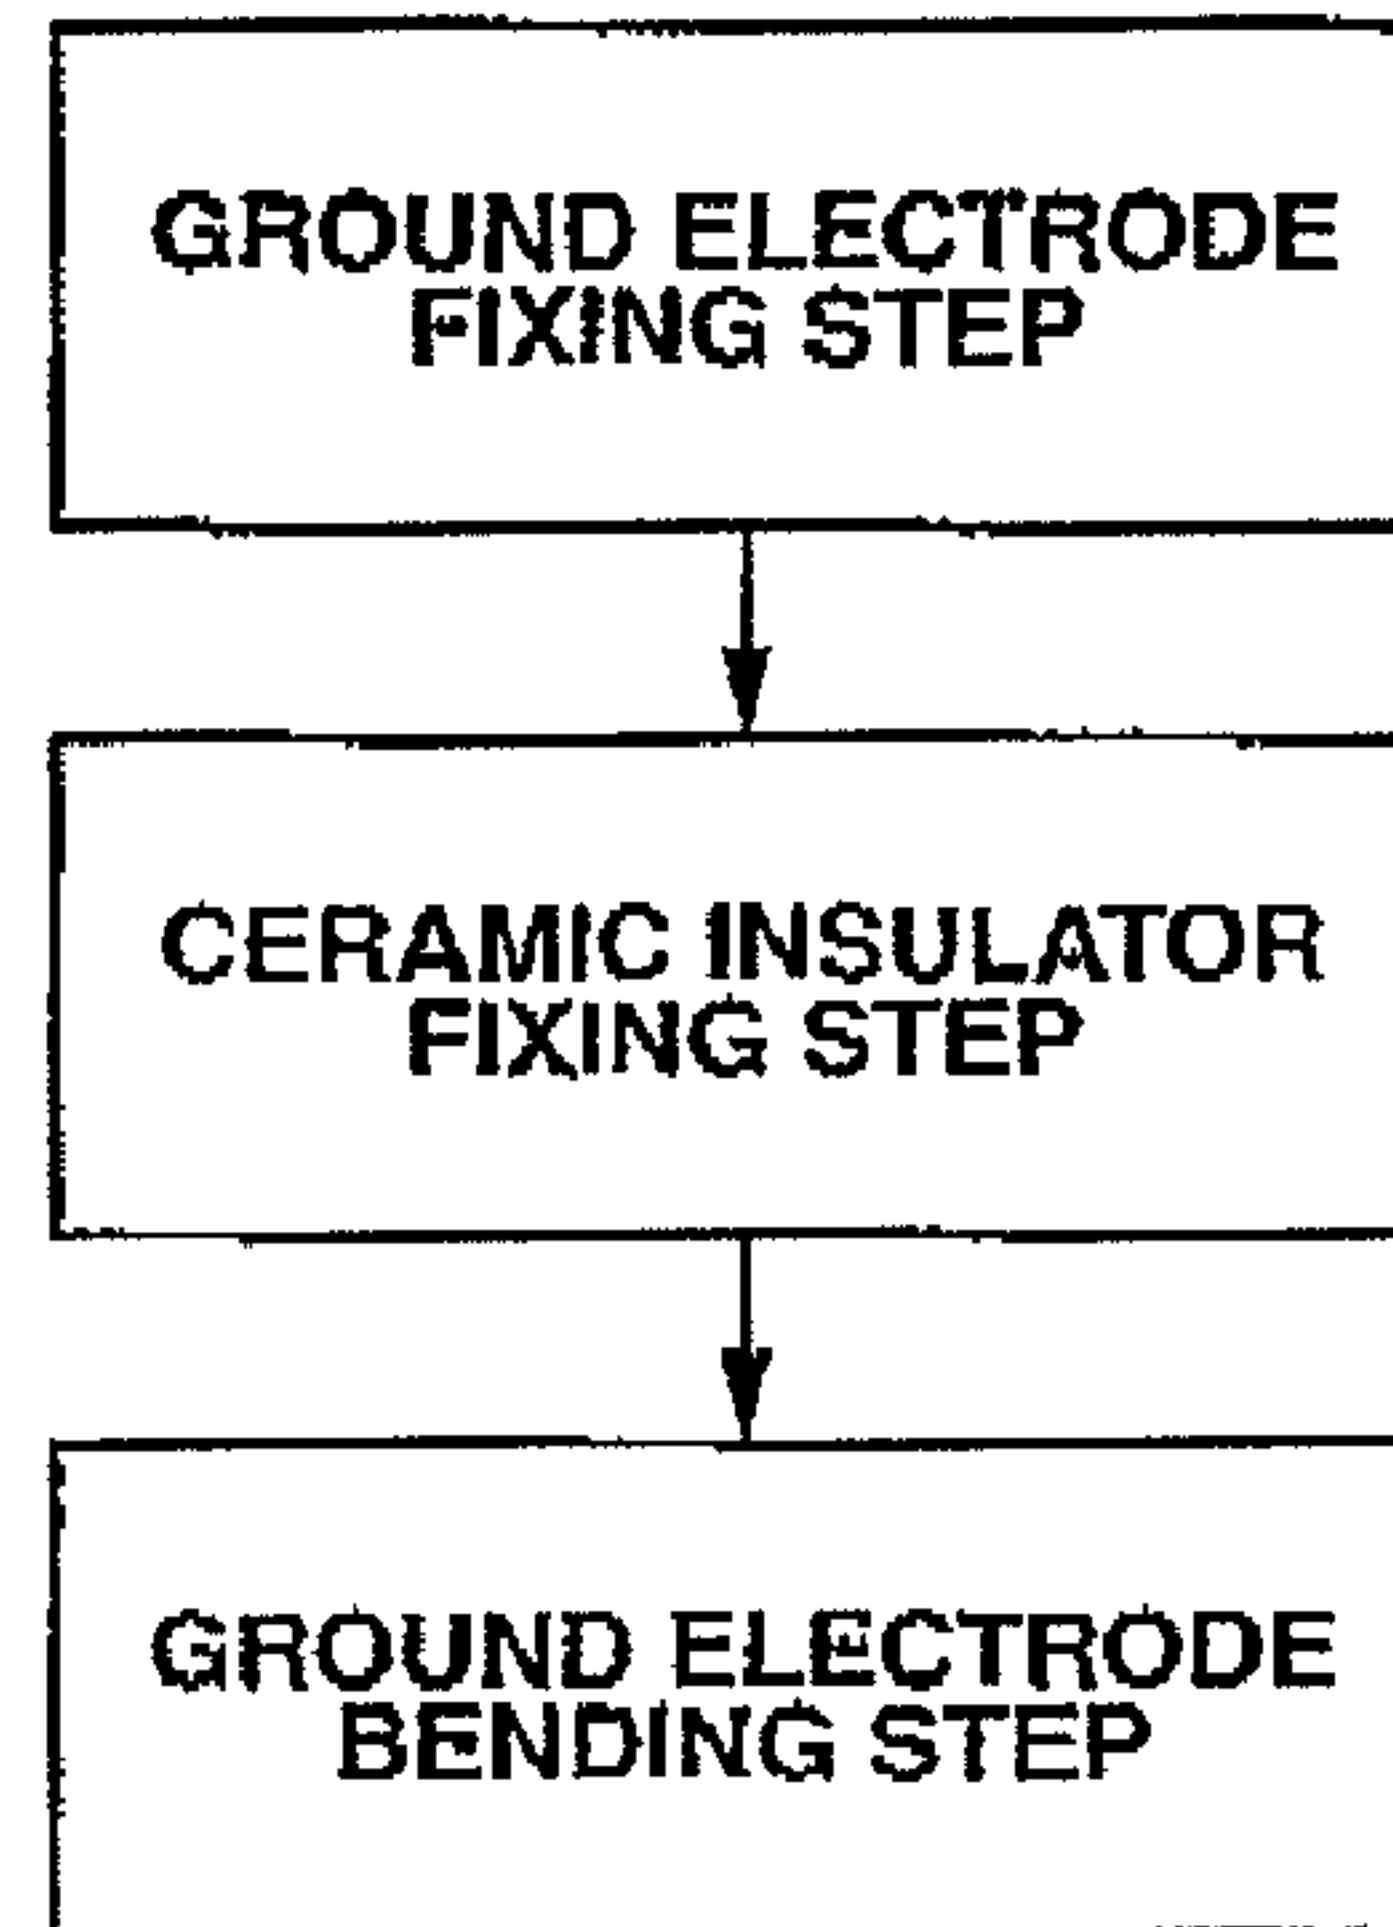 GROUND ELECTRODE
FIXING STEP
CERAMIC INSULATOR
FIXING STEP
GROUND ELECTRODE
BENDING STEP